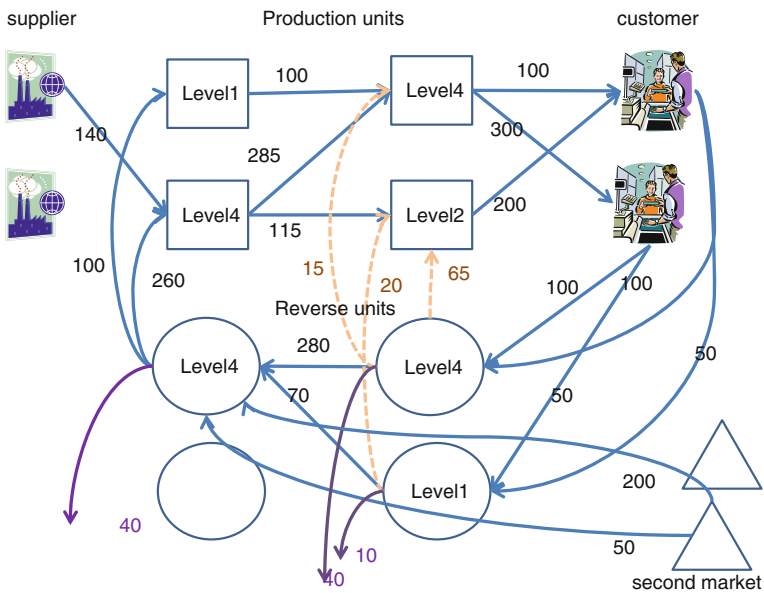 supplier
Production units
customer
Level1
100
Level4
100
140
300
285
Level4
115
Level2
200
100
260
15
20
65
Reverse units
100
100
280
Level4
Level4
50
70
50
Level1
200
40
10
50
40
second market